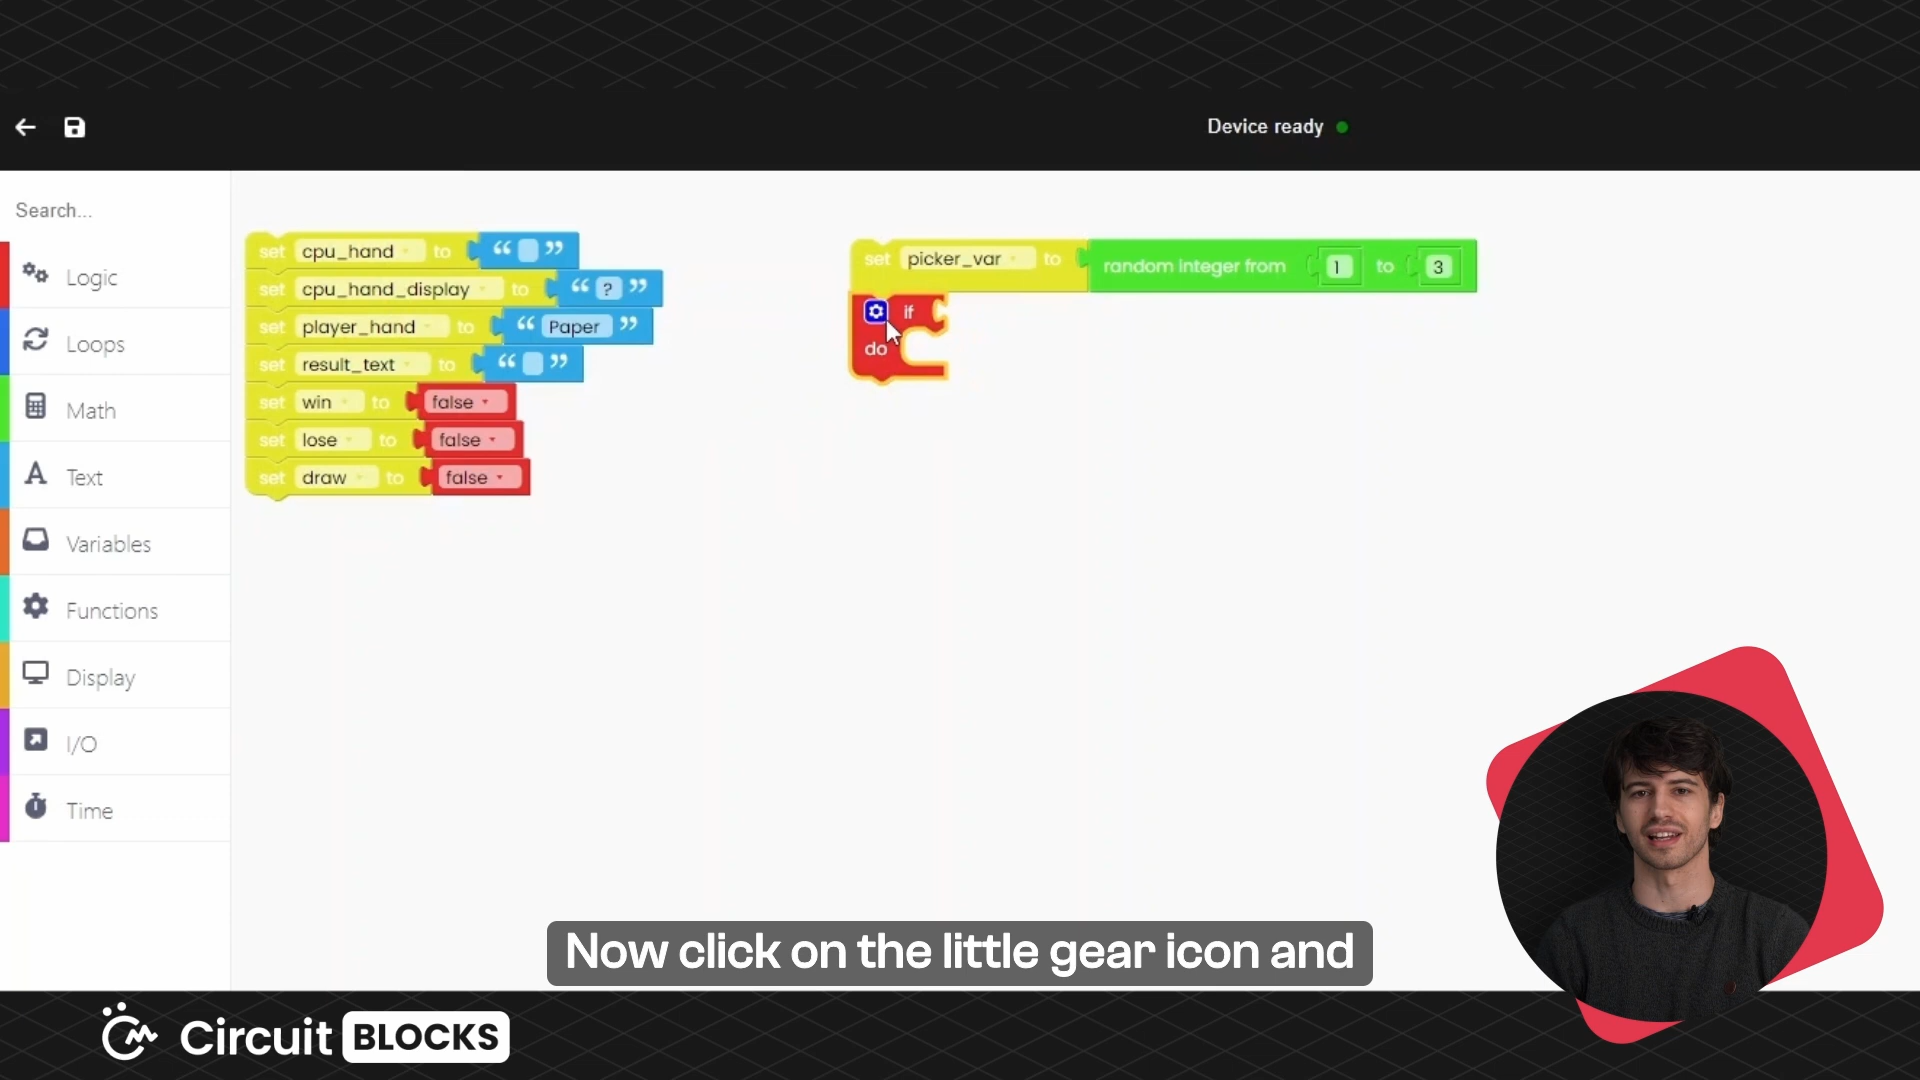 Device ready
Search...
Logic
Loops
Math
Text
Variables
Functions
Display
I/O
Time
set cpu_hand to “ ”
set cpu_hand_display to “ ? ”
set player_hand to “ Paper ”
set result_text to “ ”
set win to false
set lose to false
set draw to false
set picker_var to random integer from 1 to 3
if
do
Now click on the little gear icon and
Circuit BLOCKS